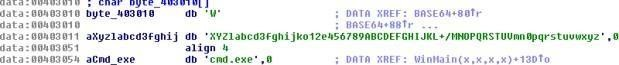 data:00403010 ; char byte_403010[]
data:00403010 byte_403010 db 'W' ; DATA XREF: BASE64+80↑r
data:00403010 ; BASE64+88↑r ...
data:00403011 aXyzlabcd3fghij db 'XYZlabcd3fghijko12e456789ABCDEFGHIJKL+/MNOPQRSTUVmn0pqrstuvwxyz',0
data:00403051 align 4
data:00403054 aCmd_exe db 'cmd.exe',0 ; DATA XREF: WinMain(x,x,x,x)+13D↑o